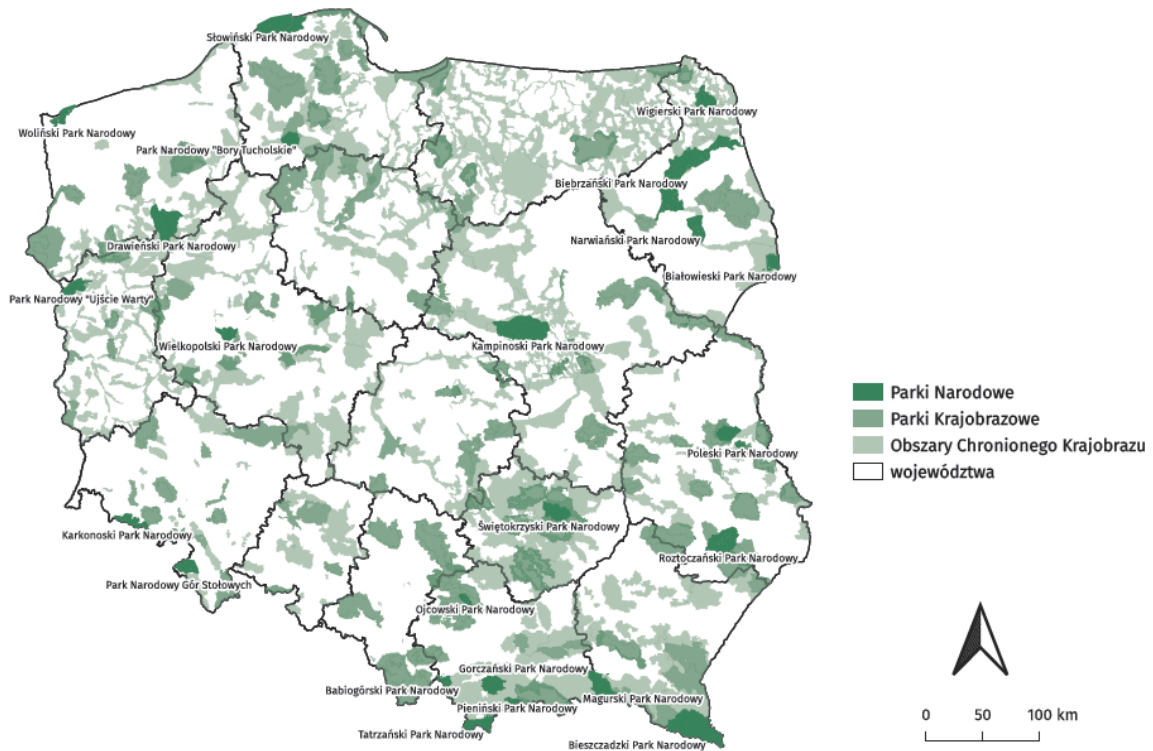 Słowiński Park Narodowy
Wigierski Park Narodowy
Woliński Park Narodowy
Park Narodowy "Bory Tucholskie"
Biebrzański Park Narodowy
Narwiański Park Narodowy
Drawieński Park Narodowy
Białowieski Park Narodowy
Park Narodowy "Ujście Warty"
Wielkopolski Park Narodowy
Kampinoski Park Narodowy
Parki Narodowe
Parki Krajobrazowe
Obszary Chronionego Krajobrazu
województwa
Poleski Park Narodowy
Świętokrzyski Park Narodowy
Karkonoski Park Narodowy
Roztoczański Park Narodowy
Park Narodowy Gór Stołowych
Ojcowski Park Narodowy
Gorczański Park Narodowy
Babiogórski Park Narodowy
Magurski Park Narodowy
Pieniński Park Narodowy
Tatrzański Park Narodowy
Bieszczadzki Park Narodowy
0 50 100 km